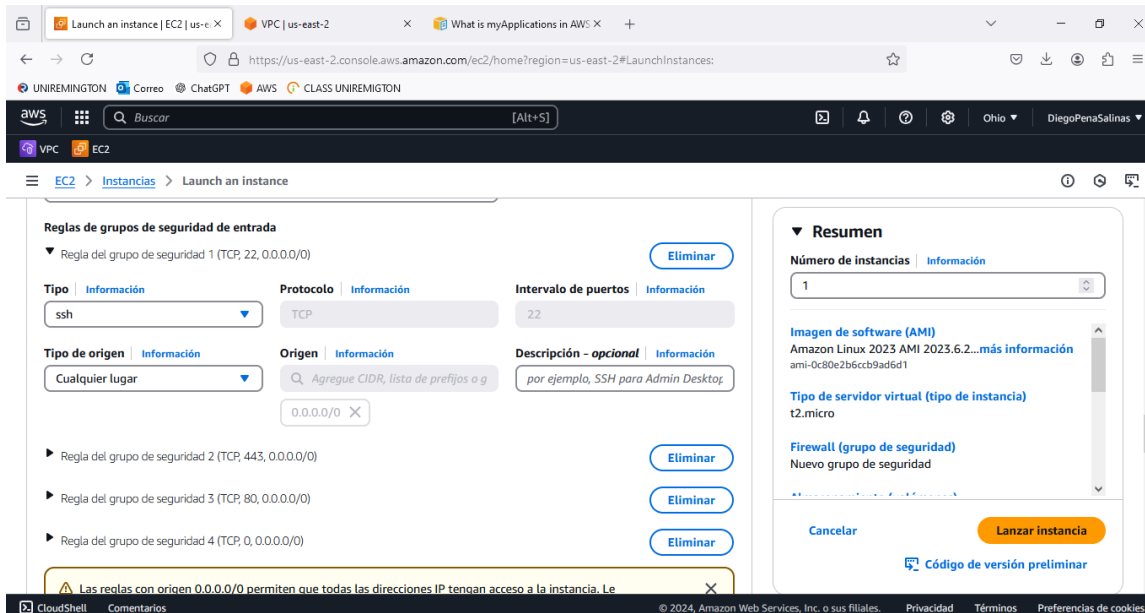 Launch an instance | EC2 | us-e
VPC | us-east-2
What is myApplications in AWS
https://us-east-2.console.aws.amazon.com/ec2/home?region=us-east-2#LaunchInstances:
UNIREMINGTON Correo ChatGPT AWS CLASS UNIREMIGTON
aws Buscar [Alt+S] Ohio DiegoPenaSalinas
VPC EC2
EC2 > Instancias > Launch an instance
Reglas de grupos de seguridad de entrada
Regla del grupo de seguridad 1 (TCP, 22, 0.0.0.0/0) Eliminar
Tipo Información Protocolo Información Intervalo de puertos Información
ssh TCP 22
Tipo de origen Información Origen Información Descripción - opcional Información
Cualquier lugar Agregue CIDR, lista de prefijos o g por ejemplo, SSH para Admin Desktop
0.0.0.0/0
Regla del grupo de seguridad 2 (TCP, 443, 0.0.0.0/0) Eliminar
Regla del grupo de seguridad 3 (TCP, 80, 0.0.0.0/0) Eliminar
Regla del grupo de seguridad 4 (TCP, 0, 0.0.0.0/0) Eliminar
Las reglas con origen 0.0.0.0/0 permiten que todas las direcciones IP tengan acceso a la instancia. Le
Resumen
Número de instancias Información
1
Imagen de software (AMI)
Amazon Linux 2023 AMI 2023.6.2...más información
ami-0c80e2b6ccb9ad6d1
Tipo de servidor virtual (tipo de instancia)
t2.micro
Firewall (grupo de seguridad)
Nuevo grupo de seguridad
Cancelar Lanzar instancia
Código de versión preliminar
CloudShell Comentarios © 2024, Amazon Web Services, Inc. o sus filiales. Privacidad Términos Preferencias de cookies